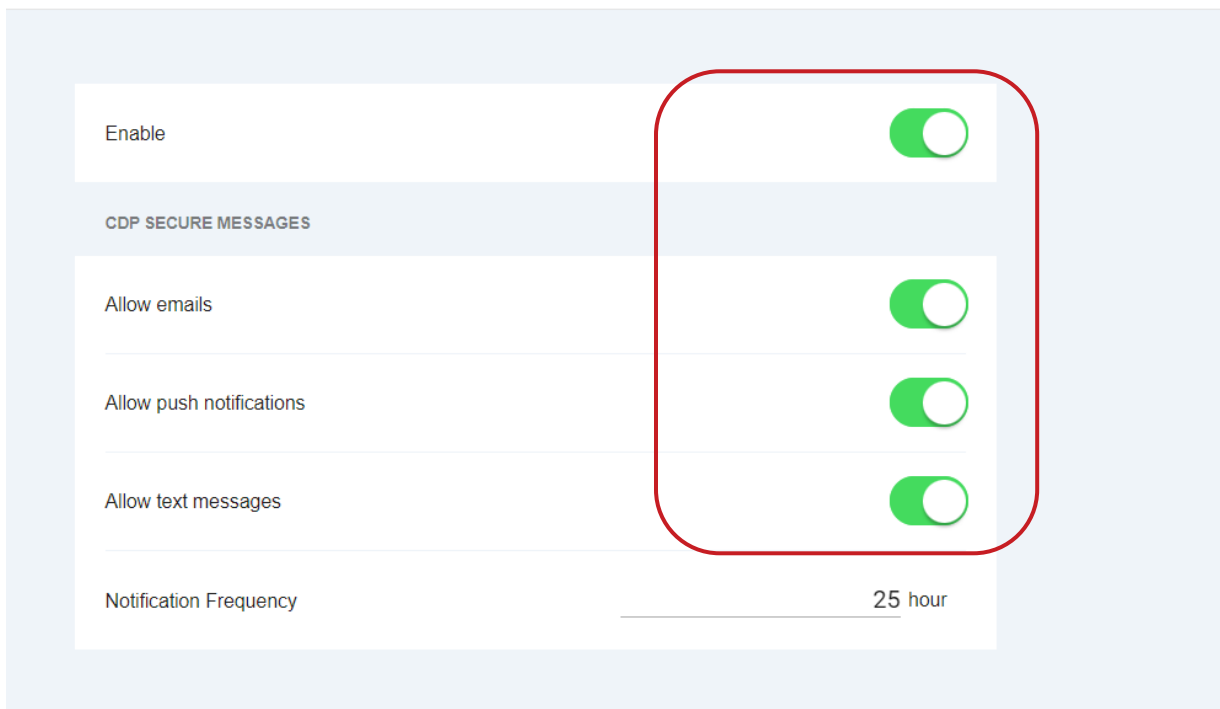 Enable
CDP SECURE MESSAGES
Allow emails
Allow push notifications
Allow text messages
Notification Frequency 25 hour